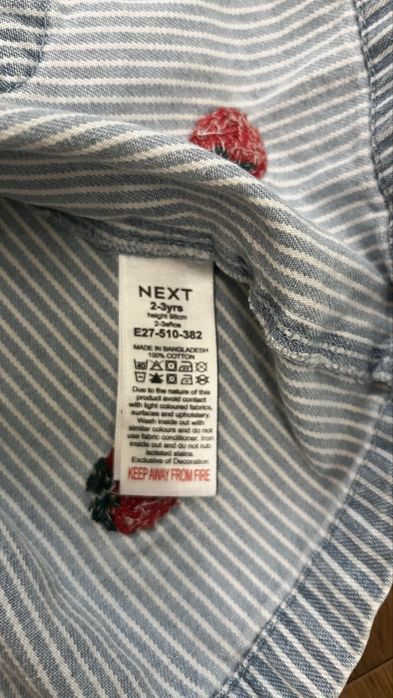 NEXT
2-3yrs
height 98cm
2-3años
E27-510-382
MADE IN BANGLADESH
100% COTTON
Due to the nature of this
product avoid contact
with light coloured fabrics,
surfaces and upholstery.
Wash inside out with
similar colours and do not
use fabric conditioner. Iron
inside out and do not rub
isolated stains.
Exclusive of Decoration
KEEP AWAY FROM FIRE